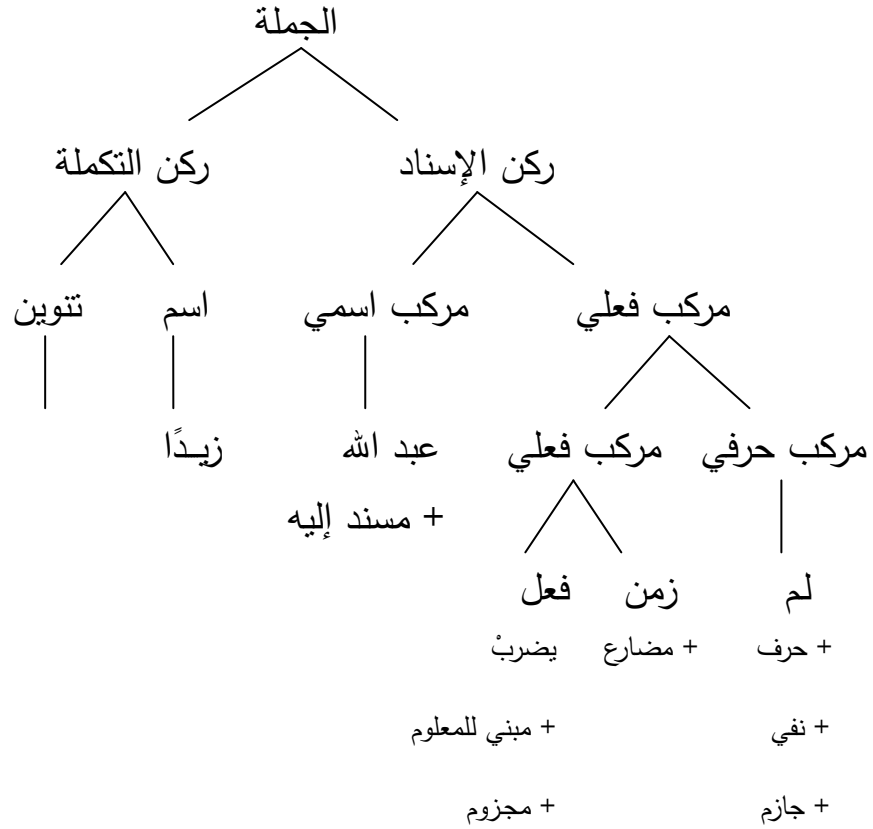 الجملة
ركن الإسناد ركن التكملة
مركب فعلي مركب اسمي اسم تنوين
مركب حرفي مركب فعلي عبد الله زيـدًا
+ مسند إليه
لم زمن فعل
+ حرف + مضارع يضربْ
+ نفي + مبني للمعلوم
+ جازم + مجزوم